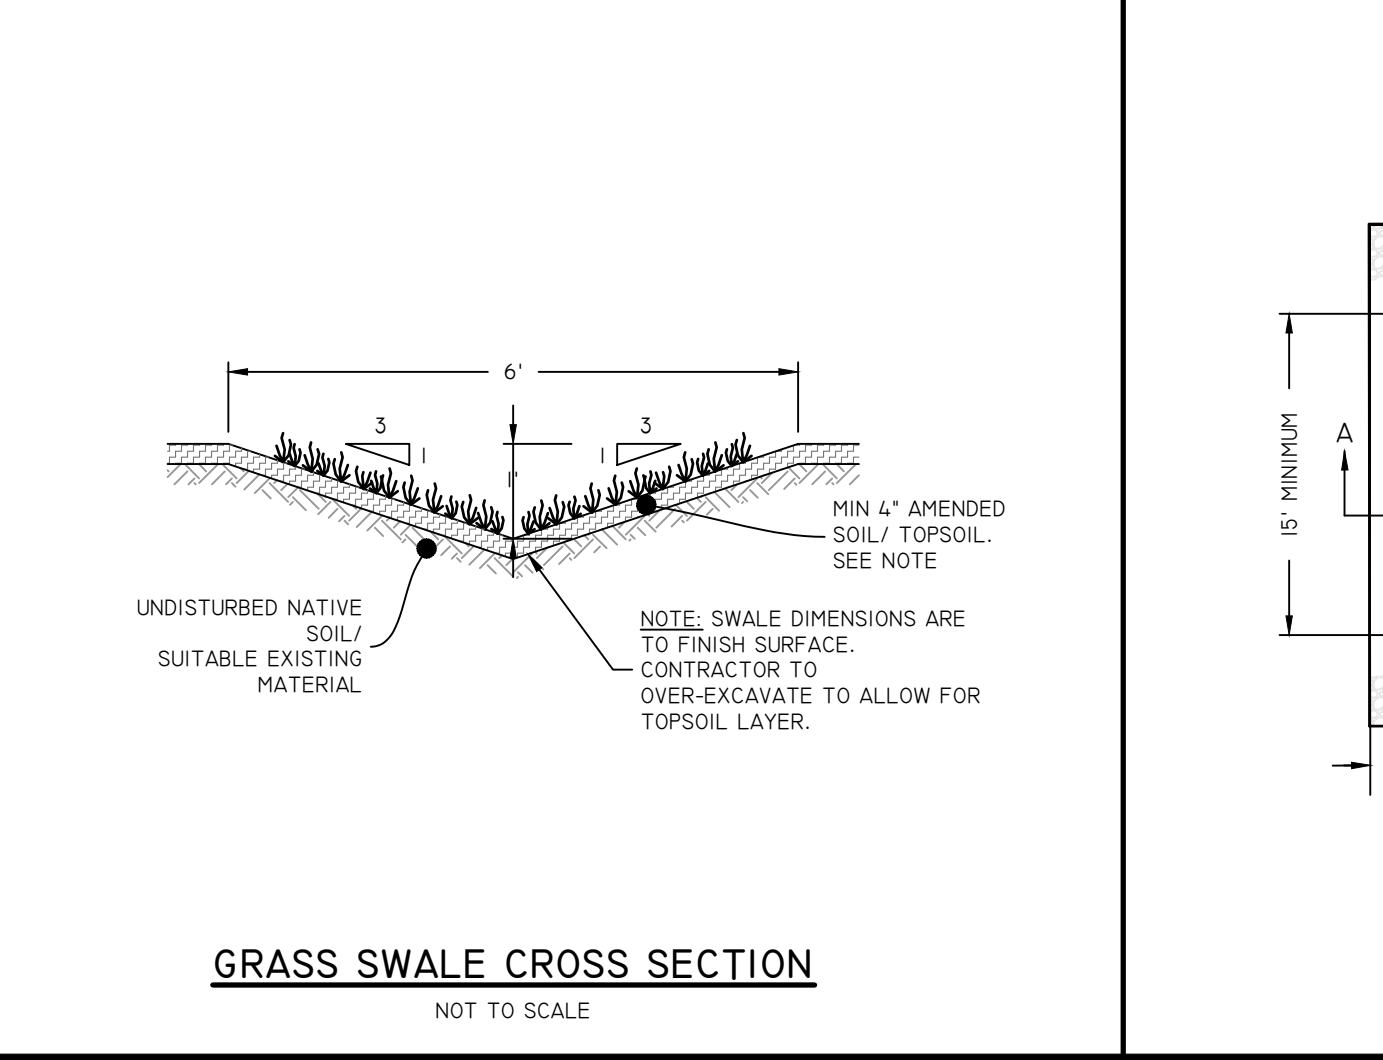 6'
3
1
3
1
1'
MIN 4" AMENDED
SOIL/ TOPSOIL.
SEE NOTE
UNDISTURBED NATIVE
SOIL/
SUITABLE EXISTING
MATERIAL
NOTE: SWALE DIMENSIONS ARE
TO FINISH SURFACE.
CONTRACTOR TO
OVER-EXCAVATE TO ALLOW FOR
TOPSOIL LAYER.
GRASS SWALE CROSS SECTION
NOT TO SCALE
15' MINIMUM
A